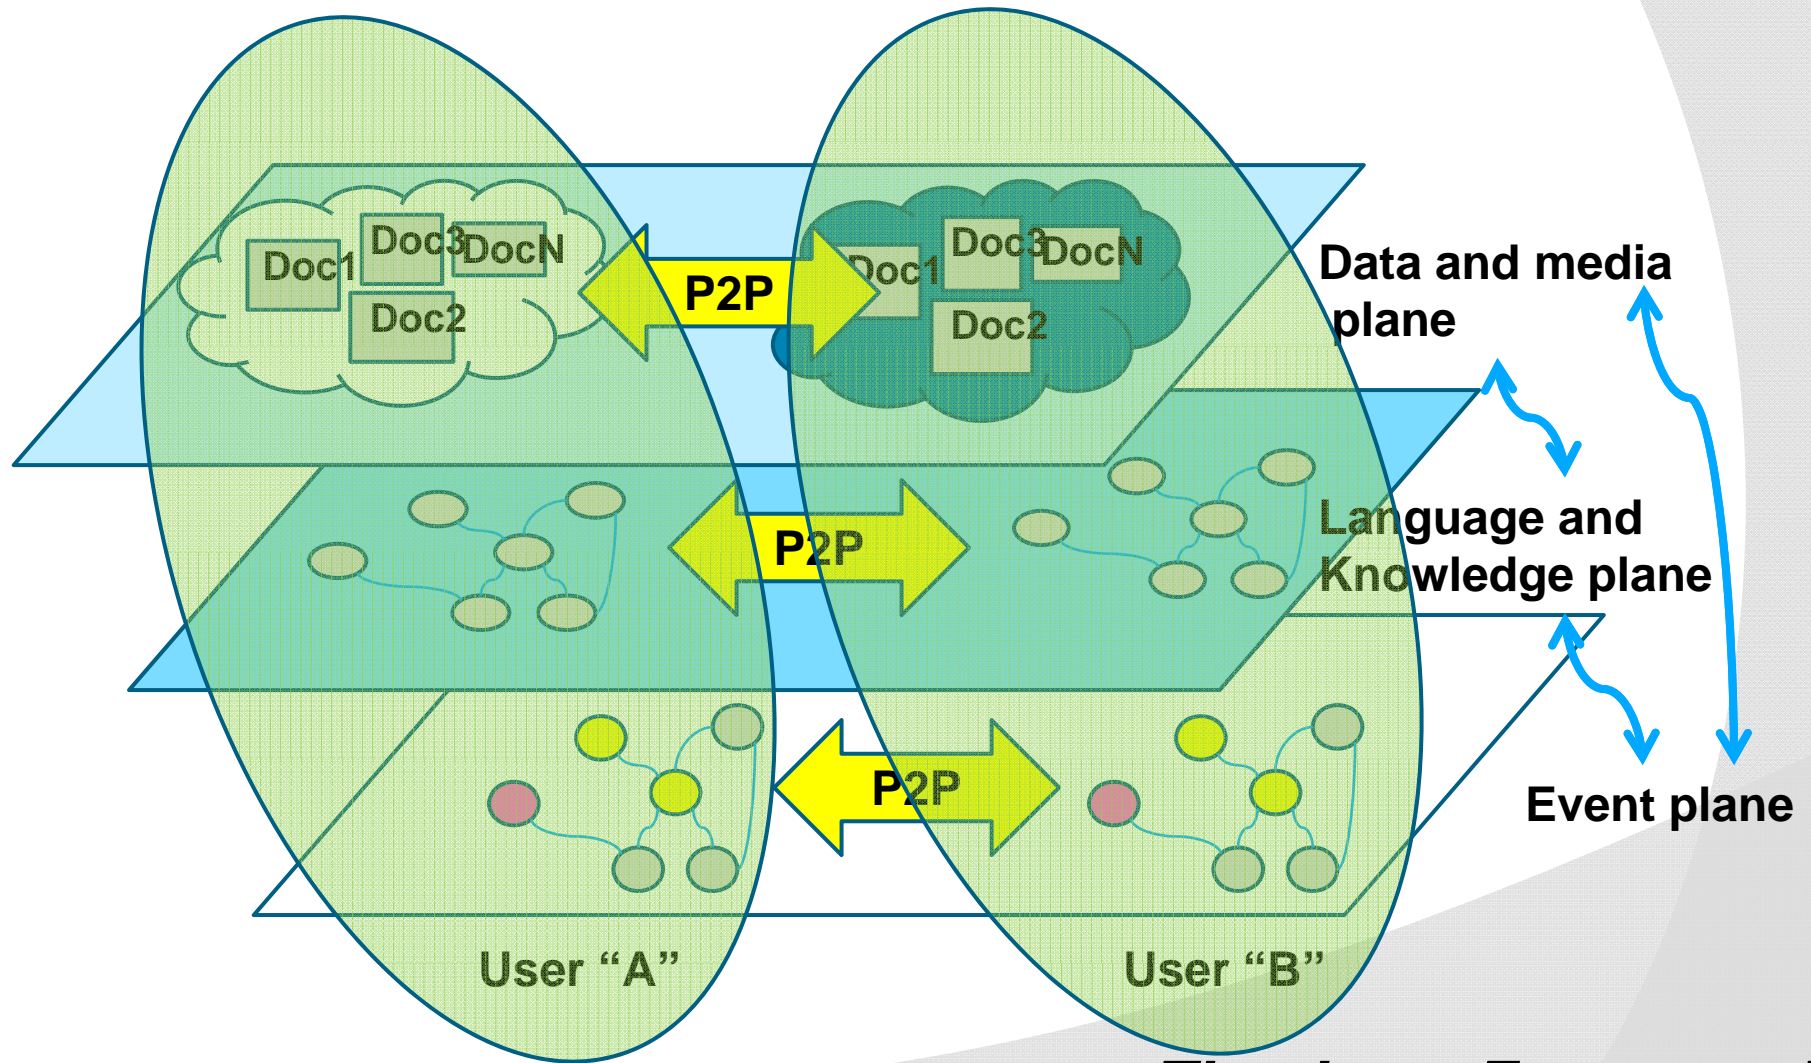 Doc1
Doc3
DocN
Doc2
P2P
Doc1
Doc3
DocN
Doc2
Data and media
plane
P2P
Language and
Knowledge plane
P2P
Event plane
User “A”
User “B”